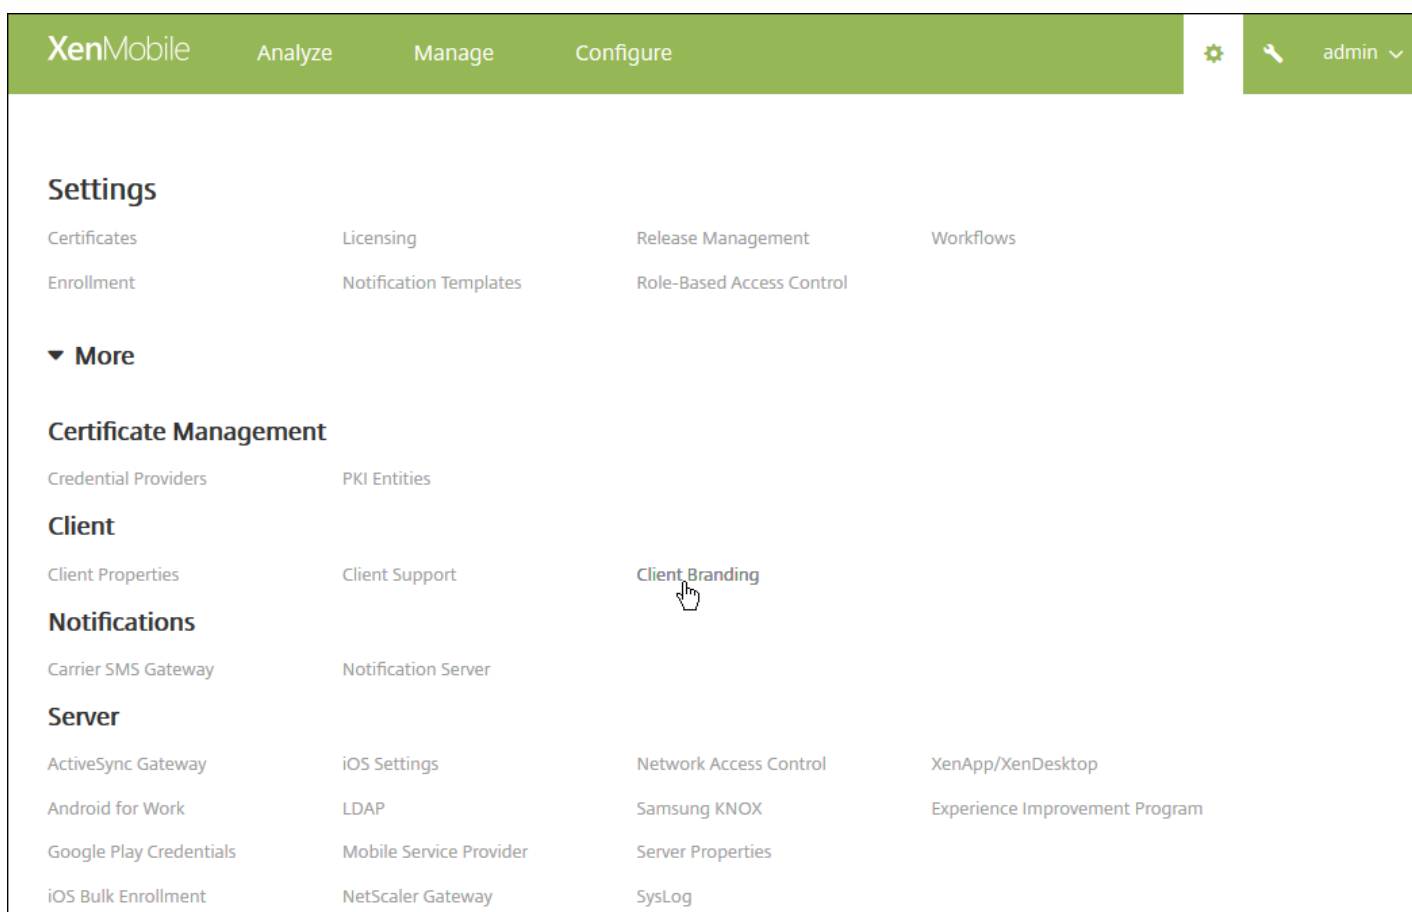 XenMobile Analyze Manage Configure admin
Settings
Certificates Licensing Release Management Workflows
Enrollment Notification Templates Role-Based Access Control
More
Certificate Management
Credential Providers PKI Entities
Client
Client Properties Client Support Client Branding
Notifications
Carrier SMS Gateway Notification Server
Server
ActiveSync Gateway iOS Settings Network Access Control XenApp/XenDesktop
Android for Work LDAP Samsung KNOX Experience Improvement Program
Google Play Credentials Mobile Service Provider Server Properties
iOS Bulk Enrollment NetScaler Gateway SysLog